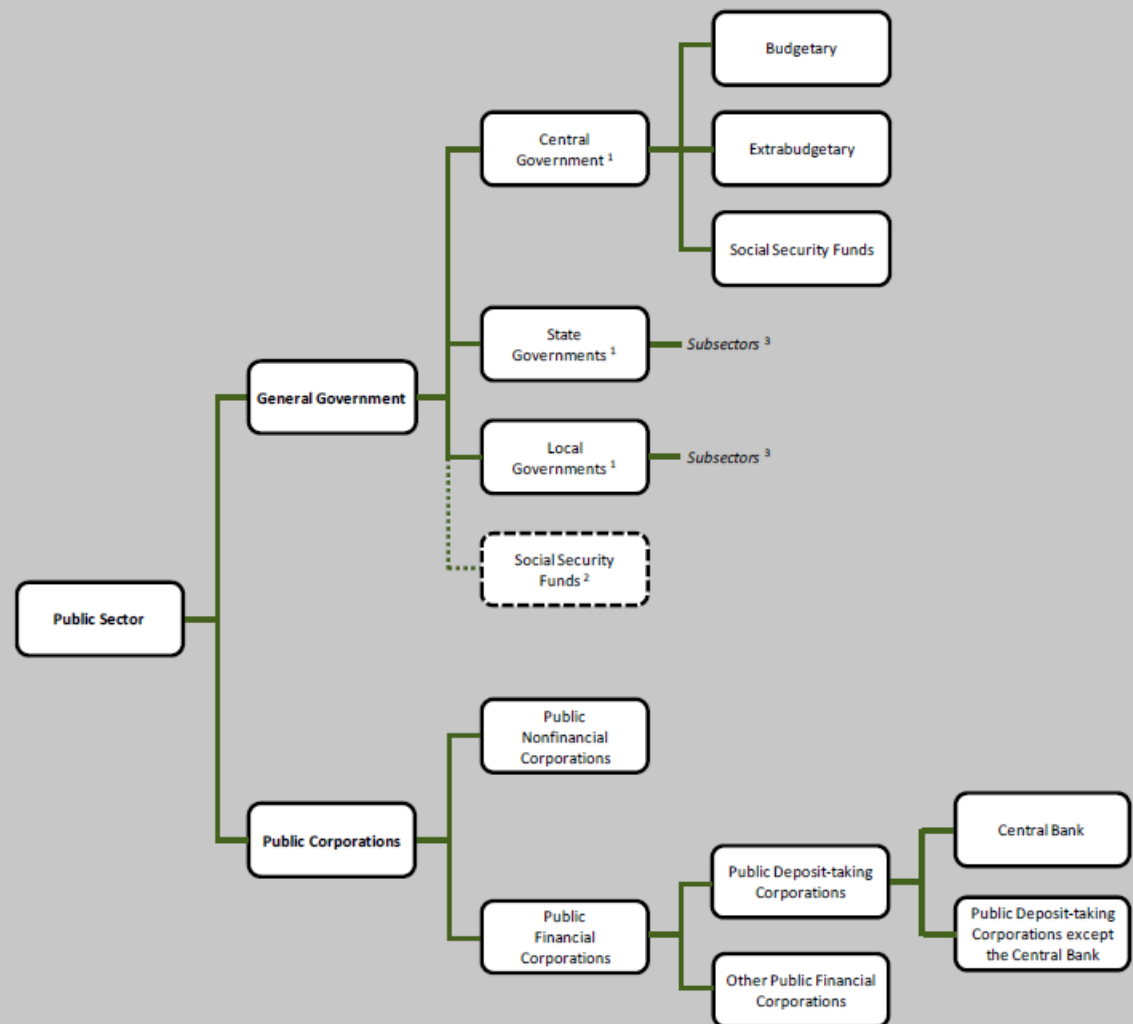 Budgetary
Central
Government ¹
Extrabudgetary
Social Security Funds
State
Governments ¹
Subsectors ³
General Government
Local
Governments ¹
Subsectors ³
Social Security
Funds ²
Public Sector
Public
Nonfinancial
Corporations
Public Corporations
Central Bank
Public Deposit-taking
Corporations
Public
Financial
Corporations
Public Deposit-taking
Corporations except
the Central Bank
Other Public Financial
Corporations